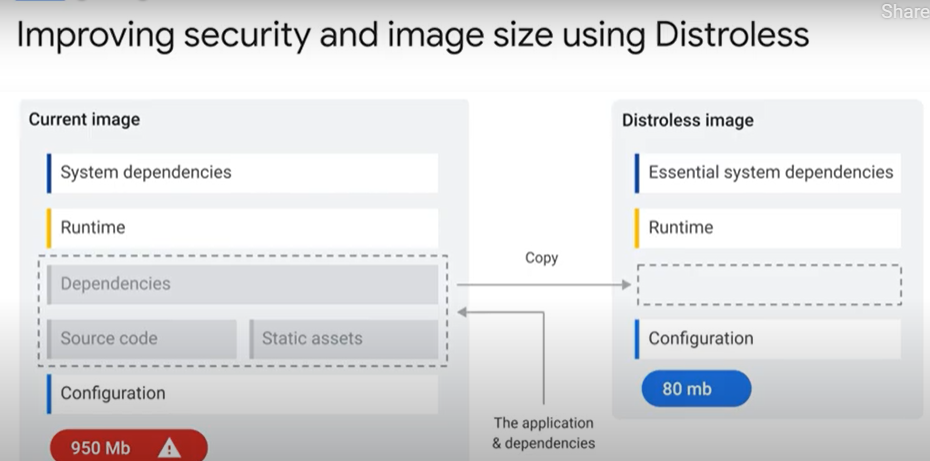 Share
Improving security and image size using Distroless
Current image
System dependencies
Runtime
Dependencies
Source code
Static assets
Configuration
950 Mb
Copy
The application
& dependencies
Distroless image
Essential system dependencies
Runtime
Configuration
80 mb